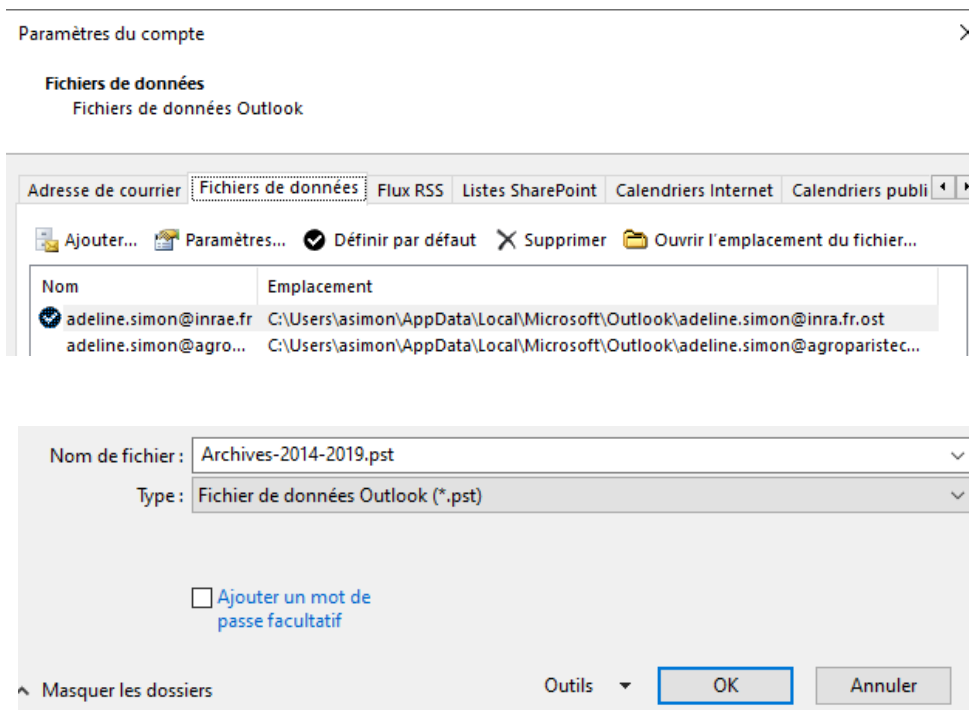 Paramètres du compte
Fichiers de données
Fichiers de données Outlook
Adresse de courrier Fichiers de données Flux RSS Listes SharePoint Calendriers Internet Calendriers publi
Ajouter... Paramètres... Définir par défaut Supprimer Ouvrir l'emplacement du fichier...
Nom Emplacement
adeline.simon@inrae.fr C:\Users\asimon\AppData\Local\Microsoft\Outlook\adeline.simon@inra.fr.ost
adeline.simon@agro... C:\Users\asimon\AppData\Local\Microsoft\Outlook\adeline.simon@agroparistec...
Nom de fichier : Archives-2014-2019.pst
Type : Fichier de données Outlook (*.pst)
Ajouter un mot de
passe facultatif
Masquer les dossiers Outils OK Annuler